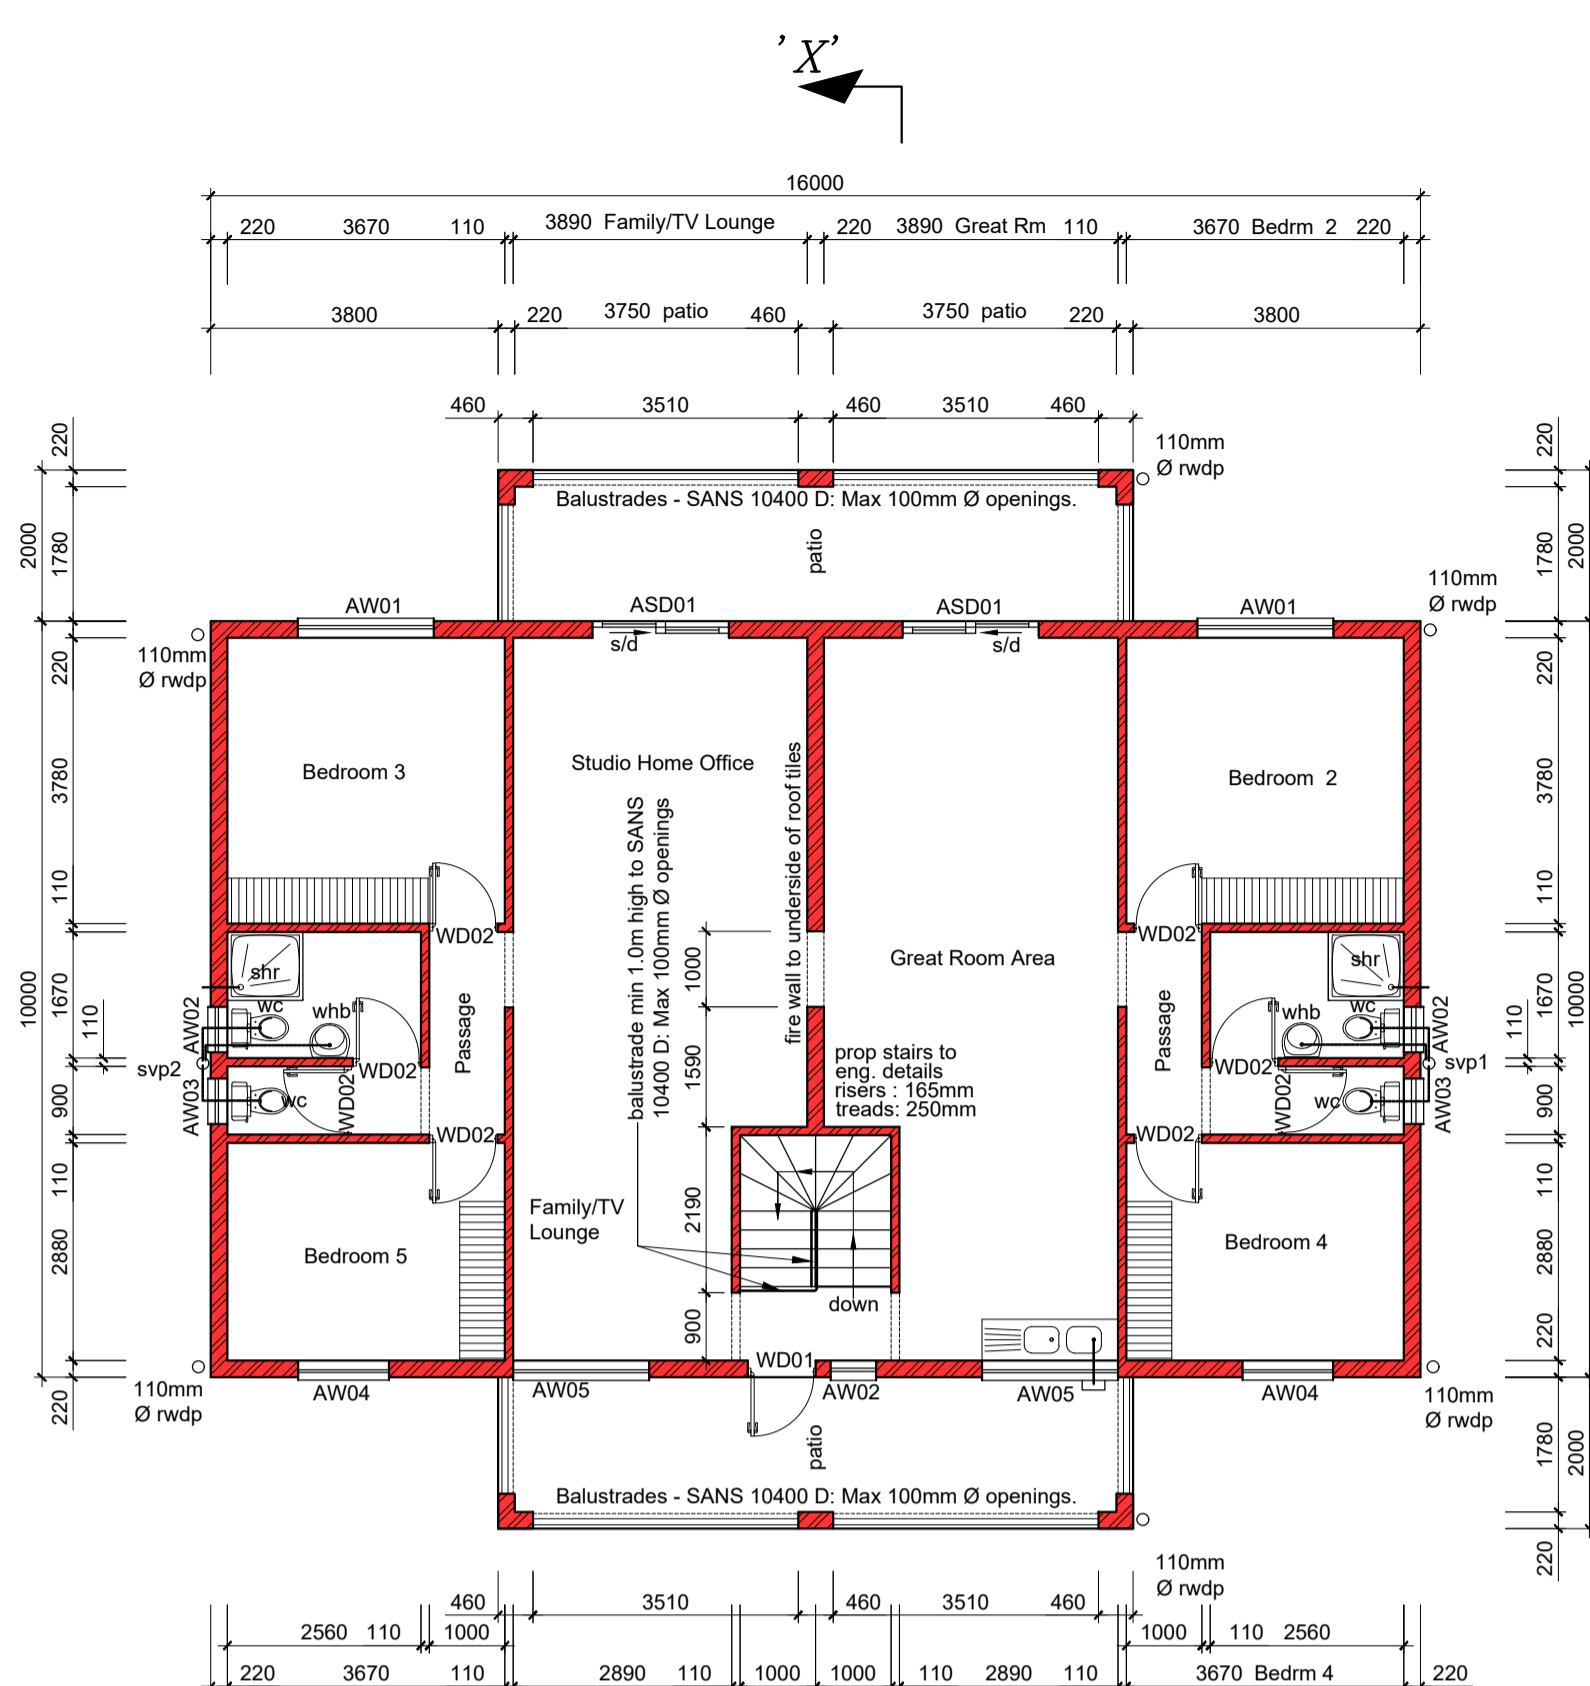 ’X’
16000
220 3670 110 3890 Family/TV Lounge 220 3890 Great Rm 110 3670 Bedrm 2 220
3800 220 3750 patio 460 3750 patio 220 3800
460 3510 460 3510 460
110mm
Ø rwdp
220
1780
2000
220
1780
2000
Balustrades - SANS 10400 D: Max 100mm Ø openings.
patio
110mm
Ø rwdp
AW01
ASD01
ASD01
AW01
s/d
s/d
110mm
Ø rwdp
220
3780
110
1670
110
900
110
2880
220
10000
220
3780
110
1670
110
900
110
2880
220
10000
Bedroom 3
Studio Home Office
Bedroom 2
balustrade min 1.0m high to SANS
10400 D: Max 100mm Ø openings
fire wall to underside of roof tiles
WD02
WD02
1000
1590
2190
900
Great Room Area
shr
wc
whb
AW02
Passage
WD02
svp2
AW03
wc
WD02
WD02
Passage
shr
whb
wc
AW02
WD02
svp1
WD02
wc
AW03
WD02
prop stairs to
eng. details
risers : 165mm
treads: 250mm
Family/TV
Lounge
Bedroom 5
Bedroom 4
down
WD01
AW04
AW05
AW02
AW05
AW04
110mm
Ø rwdp
110mm
Ø rwdp
220
1780
2000
220
patio
Balustrades - SANS 10400 D: Max 100mm Ø openings.
110mm
Ø rwdp
460 3510 460 3510 460
2560 110 1000 1000 110 2560
220 3670 110 2890 110 1000 1000 110 2890 110 3670 Bedrm 4 220